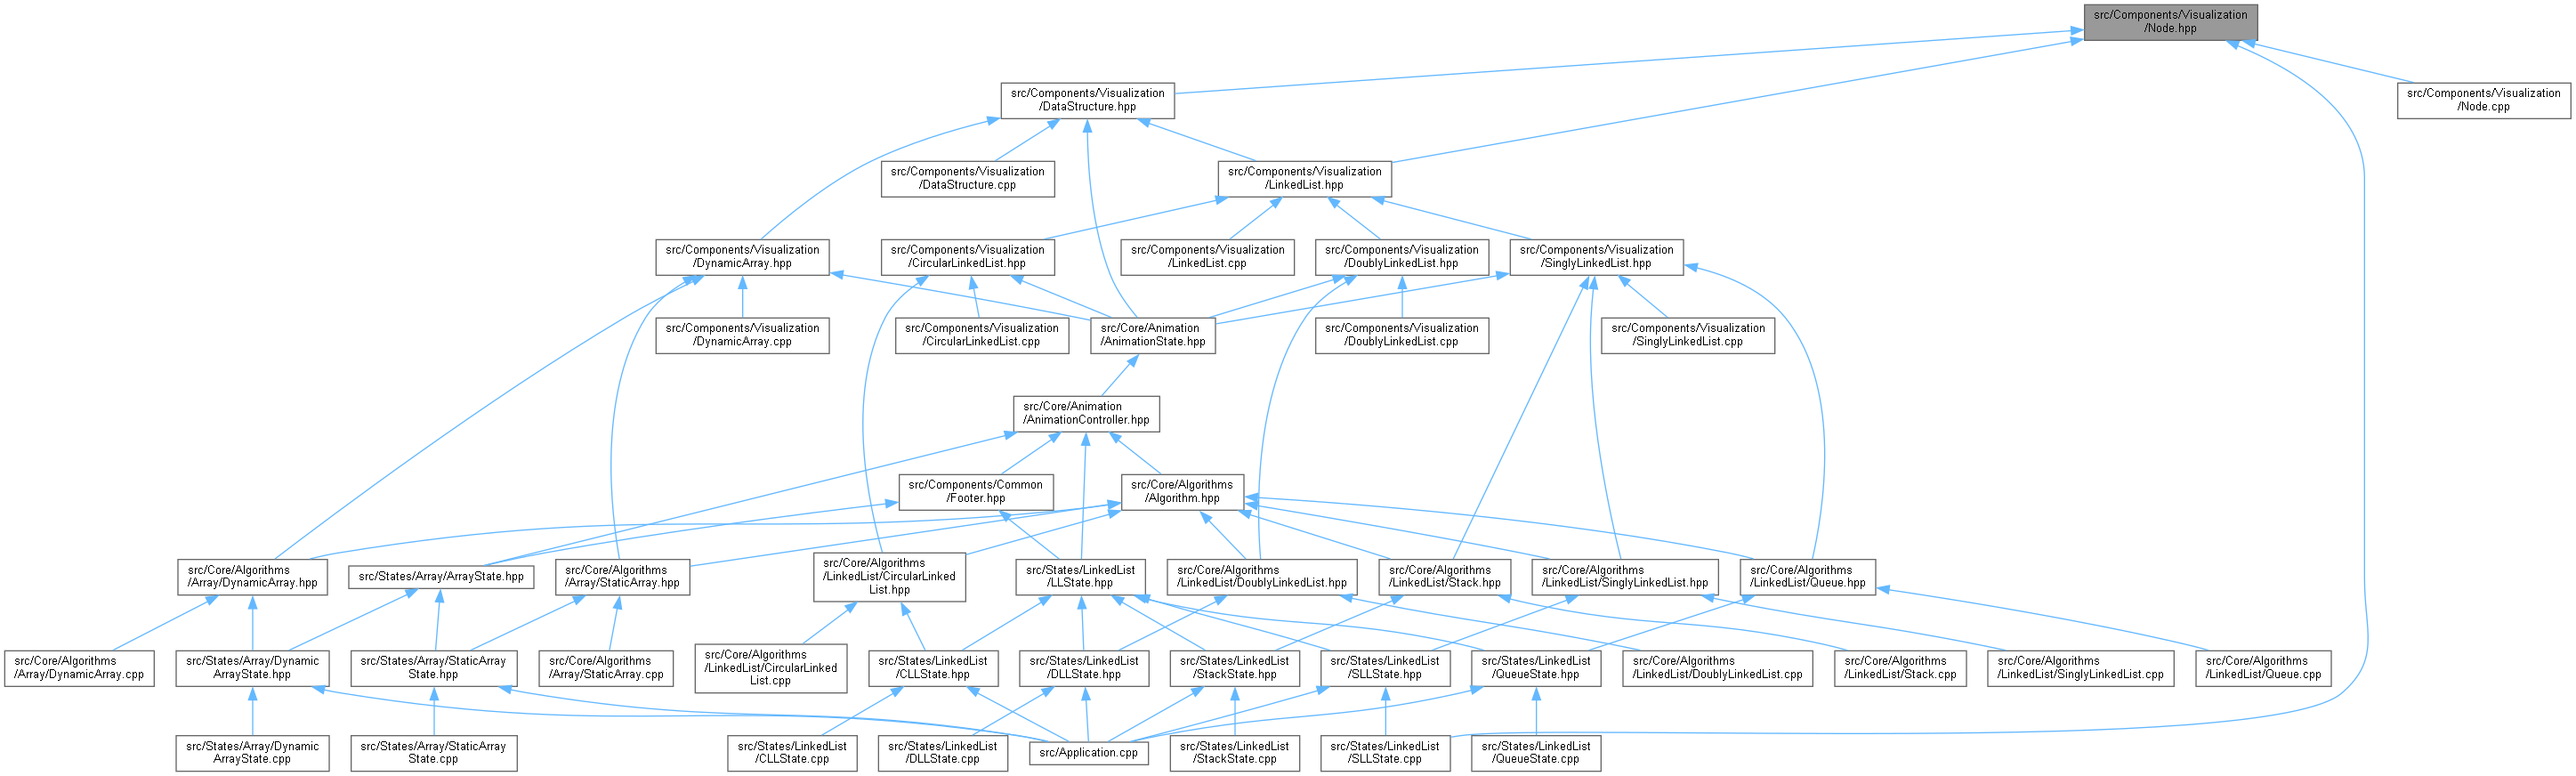 src/Components/Visualization
/Node.hpp
src/Components/Visualization
/DataStructure.hpp
src/Components/Visualization
/Node.cpp
src/Components/Visualization
/DataStructure.cpp
src/Components/Visualization
/LinkedList.hpp
src/Components/Visualization
/DynamicArray.hpp
src/Components/Visualization
/CircularLinkedList.hpp
src/Components/Visualization
/LinkedList.cpp
src/Components/Visualization
/DoublyLinkedList.hpp
src/Components/Visualization
/SinglyLinkedList.hpp
src/Components/Visualization
/DynamicArray.cpp
src/Components/Visualization
/CircularLinkedList.cpp
src/Core/Animation
/AnimationState.hpp
src/Components/Visualization
/DoublyLinkedList.cpp
src/Components/Visualization
/SinglyLinkedList.cpp
src/Core/Animation
/AnimationController.hpp
src/Components/Common
/Footer.hpp
src/Core/Algorithms
/Algorithm.hpp
src/Core/Algorithms
/Array/DynamicArray.hpp
src/States/Array/ArrayState.hpp
src/Core/Algorithms
/Array/StaticArray.hpp
src/Core/Algorithms
/LinkedList/CircularLinked
List.hpp
src/States/LinkedList
/LLState.hpp
src/Core/Algorithms
/LinkedList/DoublyLinkedList.hpp
src/Core/Algorithms
/LinkedList/Stack.hpp
src/Core/Algorithms
/LinkedList/SinglyLinkedList.hpp
src/Core/Algorithms
/LinkedList/Queue.hpp
src/Core/Algorithms
/Array/DynamicArray.cpp
src/States/Array/Dynamic
ArrayState.hpp
src/States/Array/StaticArray
State.hpp
src/Core/Algorithms
/Array/StaticArray.cpp
src/Core/Algorithms
/LinkedList/CircularLinked
List.cpp
src/States/LinkedList
/CLLState.hpp
src/States/LinkedList
/DLLState.hpp
src/States/LinkedList
/StackState.hpp
src/States/LinkedList
/SLLState.hpp
src/States/LinkedList
/QueueState.hpp
src/Core/Algorithms
/LinkedList/DoublyLinkedList.cpp
src/Core/Algorithms
/LinkedList/Stack.cpp
src/Core/Algorithms
/LinkedList/SinglyLinkedList.cpp
src/Core/Algorithms
/LinkedList/Queue.cpp
src/States/Array/Dynamic
ArrayState.cpp
src/States/Array/StaticArray
State.cpp
src/States/LinkedList
/CLLState.cpp
src/States/LinkedList
/DLLState.cpp
src/Application.cpp
src/States/LinkedList
/StackState.cpp
src/States/LinkedList
/SLLState.cpp
src/States/LinkedList
/QueueState.cpp